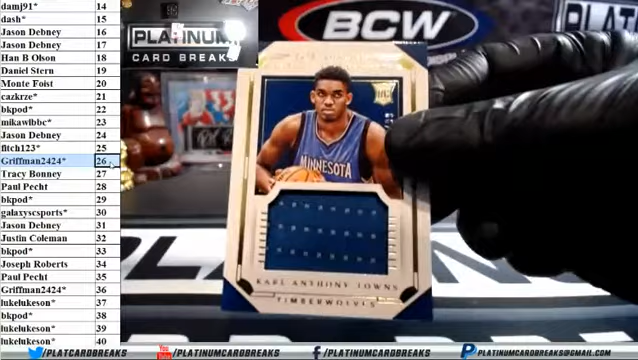 damj91* 14
dash* 15
Jason Debney 16
Jason Debney 17
Han B Olson 18
Daniel Stern 19
Monte Foist 20
cazkrze* 21
bkpod* 22
mikawlbbc* 23
Jason Debney 24
fitch123* 25
Griffman2424* 26
Tracy Bonney 27
Paul Pecht 28
bkpod* 29
galaxyscsports* 30
Jason Debney 31
Justin Coleman 32
bkpod* 33
Joseph Roberts 34
Paul Pecht 35
Griffman2424* 36
lukelukeson* 37
bkpod* 38
lukelukeson* 39
lukelukeson* 40
PLATINUM
CARD BREAKS
BCW
PLATINUM
MINNESOTA
KARL-ANTHONY TOWNS
TIMBERWOLVES
/PLATCARDBREAKS
You Tube
/PLATINUMCARDBREAKS
/PLATINUMCARDBREAKS
PLATINUMCARDBREAKS@GMAIL.COM